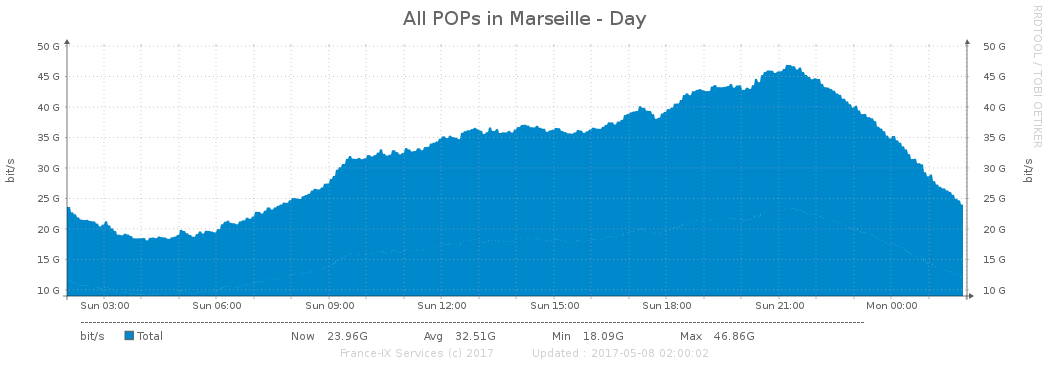 All POPs in Marseille - Day
RRDTOOL / TOBI OETIKER
bit/s
50 G 50 G
45 G 45 G
40 G 40 G
35 G 35 G
30 G 30 G
25 G 25 G
20 G 20 G
15 G 15 G
10 G 10 G
bit/s
Sun 03:00 Sun 06:00 Sun 09:00 Sun 12:00 Sun 15:00 Sun 18:00 Sun 21:00 Mon 00:00
bit/s Total Now 23.96G Avg 32.51G Min 18.09G Max 46.86G
France-IX Services (c) 2017 Updated : 2017-05-08 02:00:02